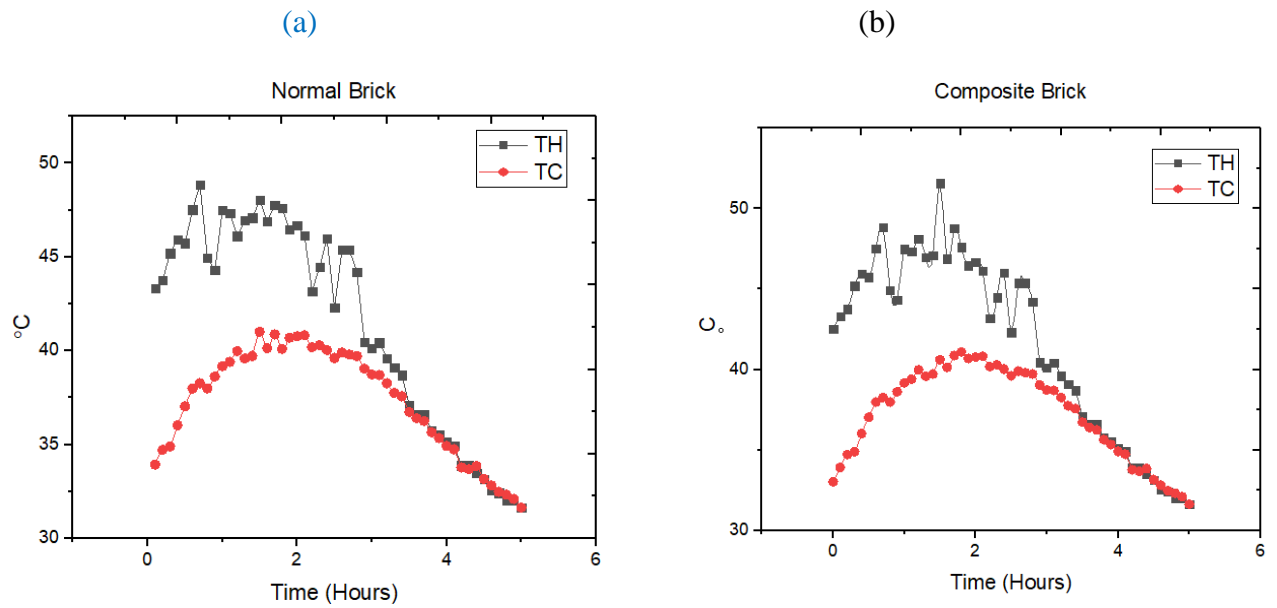 (a)
Normal Brick
TH
TC
°C
50
45
40
35
30
0
2
4
6
Time (Hours)
(b)
Composite Brick
TH
TC
C°
50
40
30
0
2
4
6
Time (Hours)